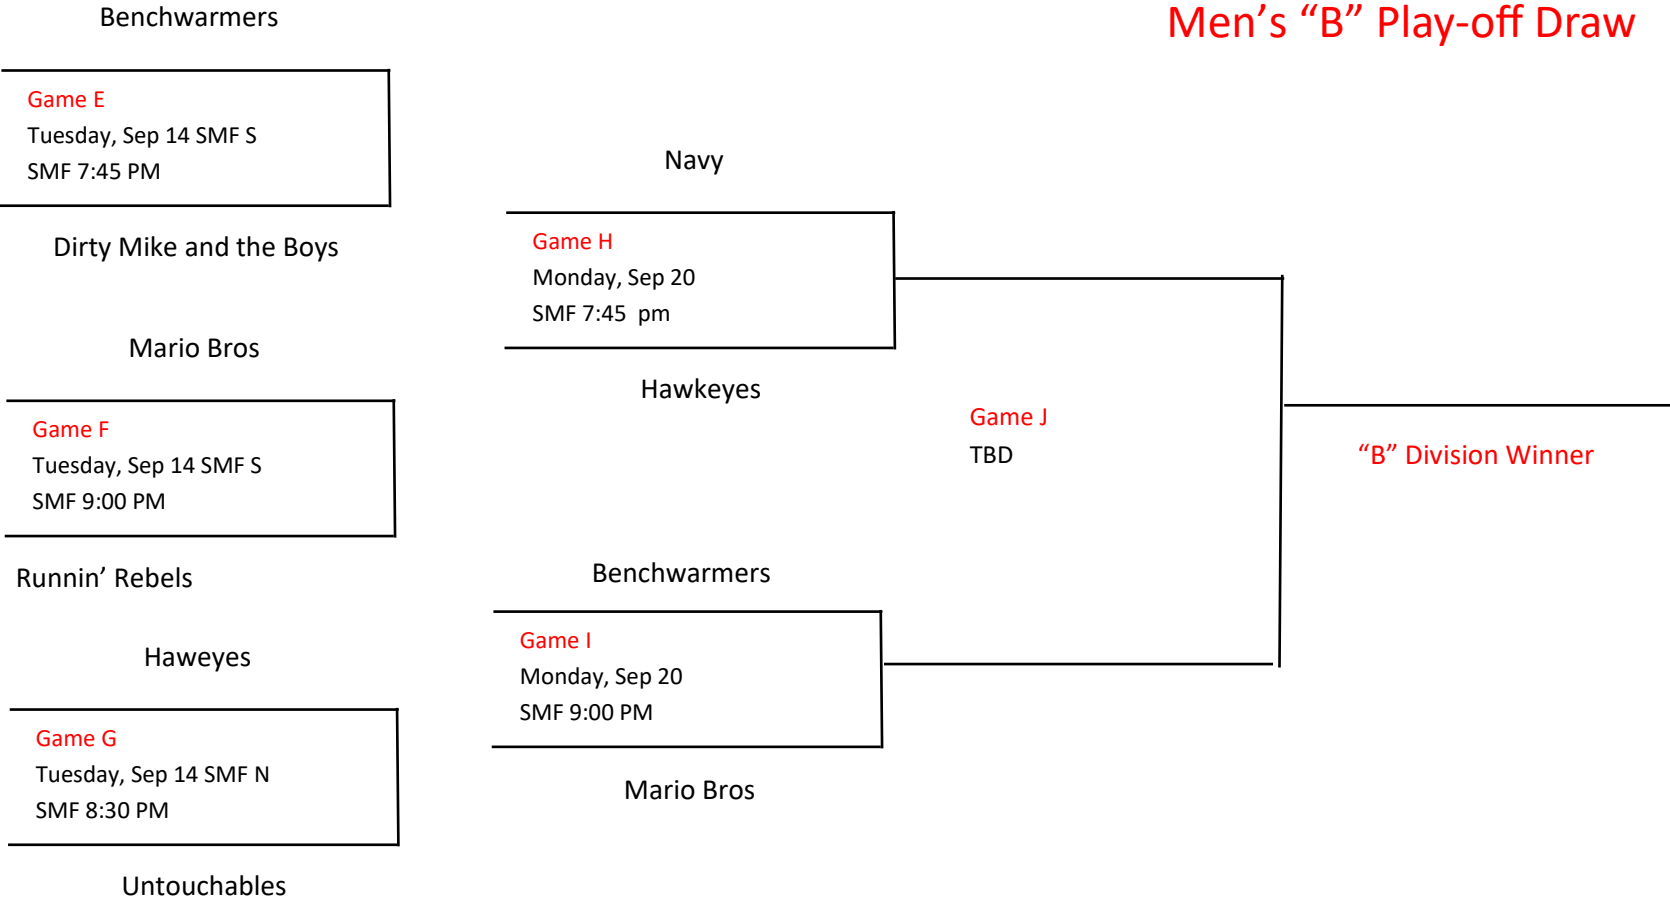 Men’s “B” Play-off Draw
Benchwarmers
Game E
Tuesday, Sep 14 SMF S
SMF 7:45 PM
Dirty Mike and the Boys
Mario Bros
Game F
Tuesday, Sep 14 SMF S
SMF 9:00 PM
Runnin’ Rebels
Haweyes
Game G
Tuesday, Sep 14 SMF N
SMF 8:30 PM
Untouchables
Navy
Game H
Monday, Sep 20
SMF 7:45  pm
Hawkeyes
Benchwarmers
Game I
Monday, Sep 20
SMF 9:00 PM
Mario Bros
Game J
TBD
“B” Division Winner